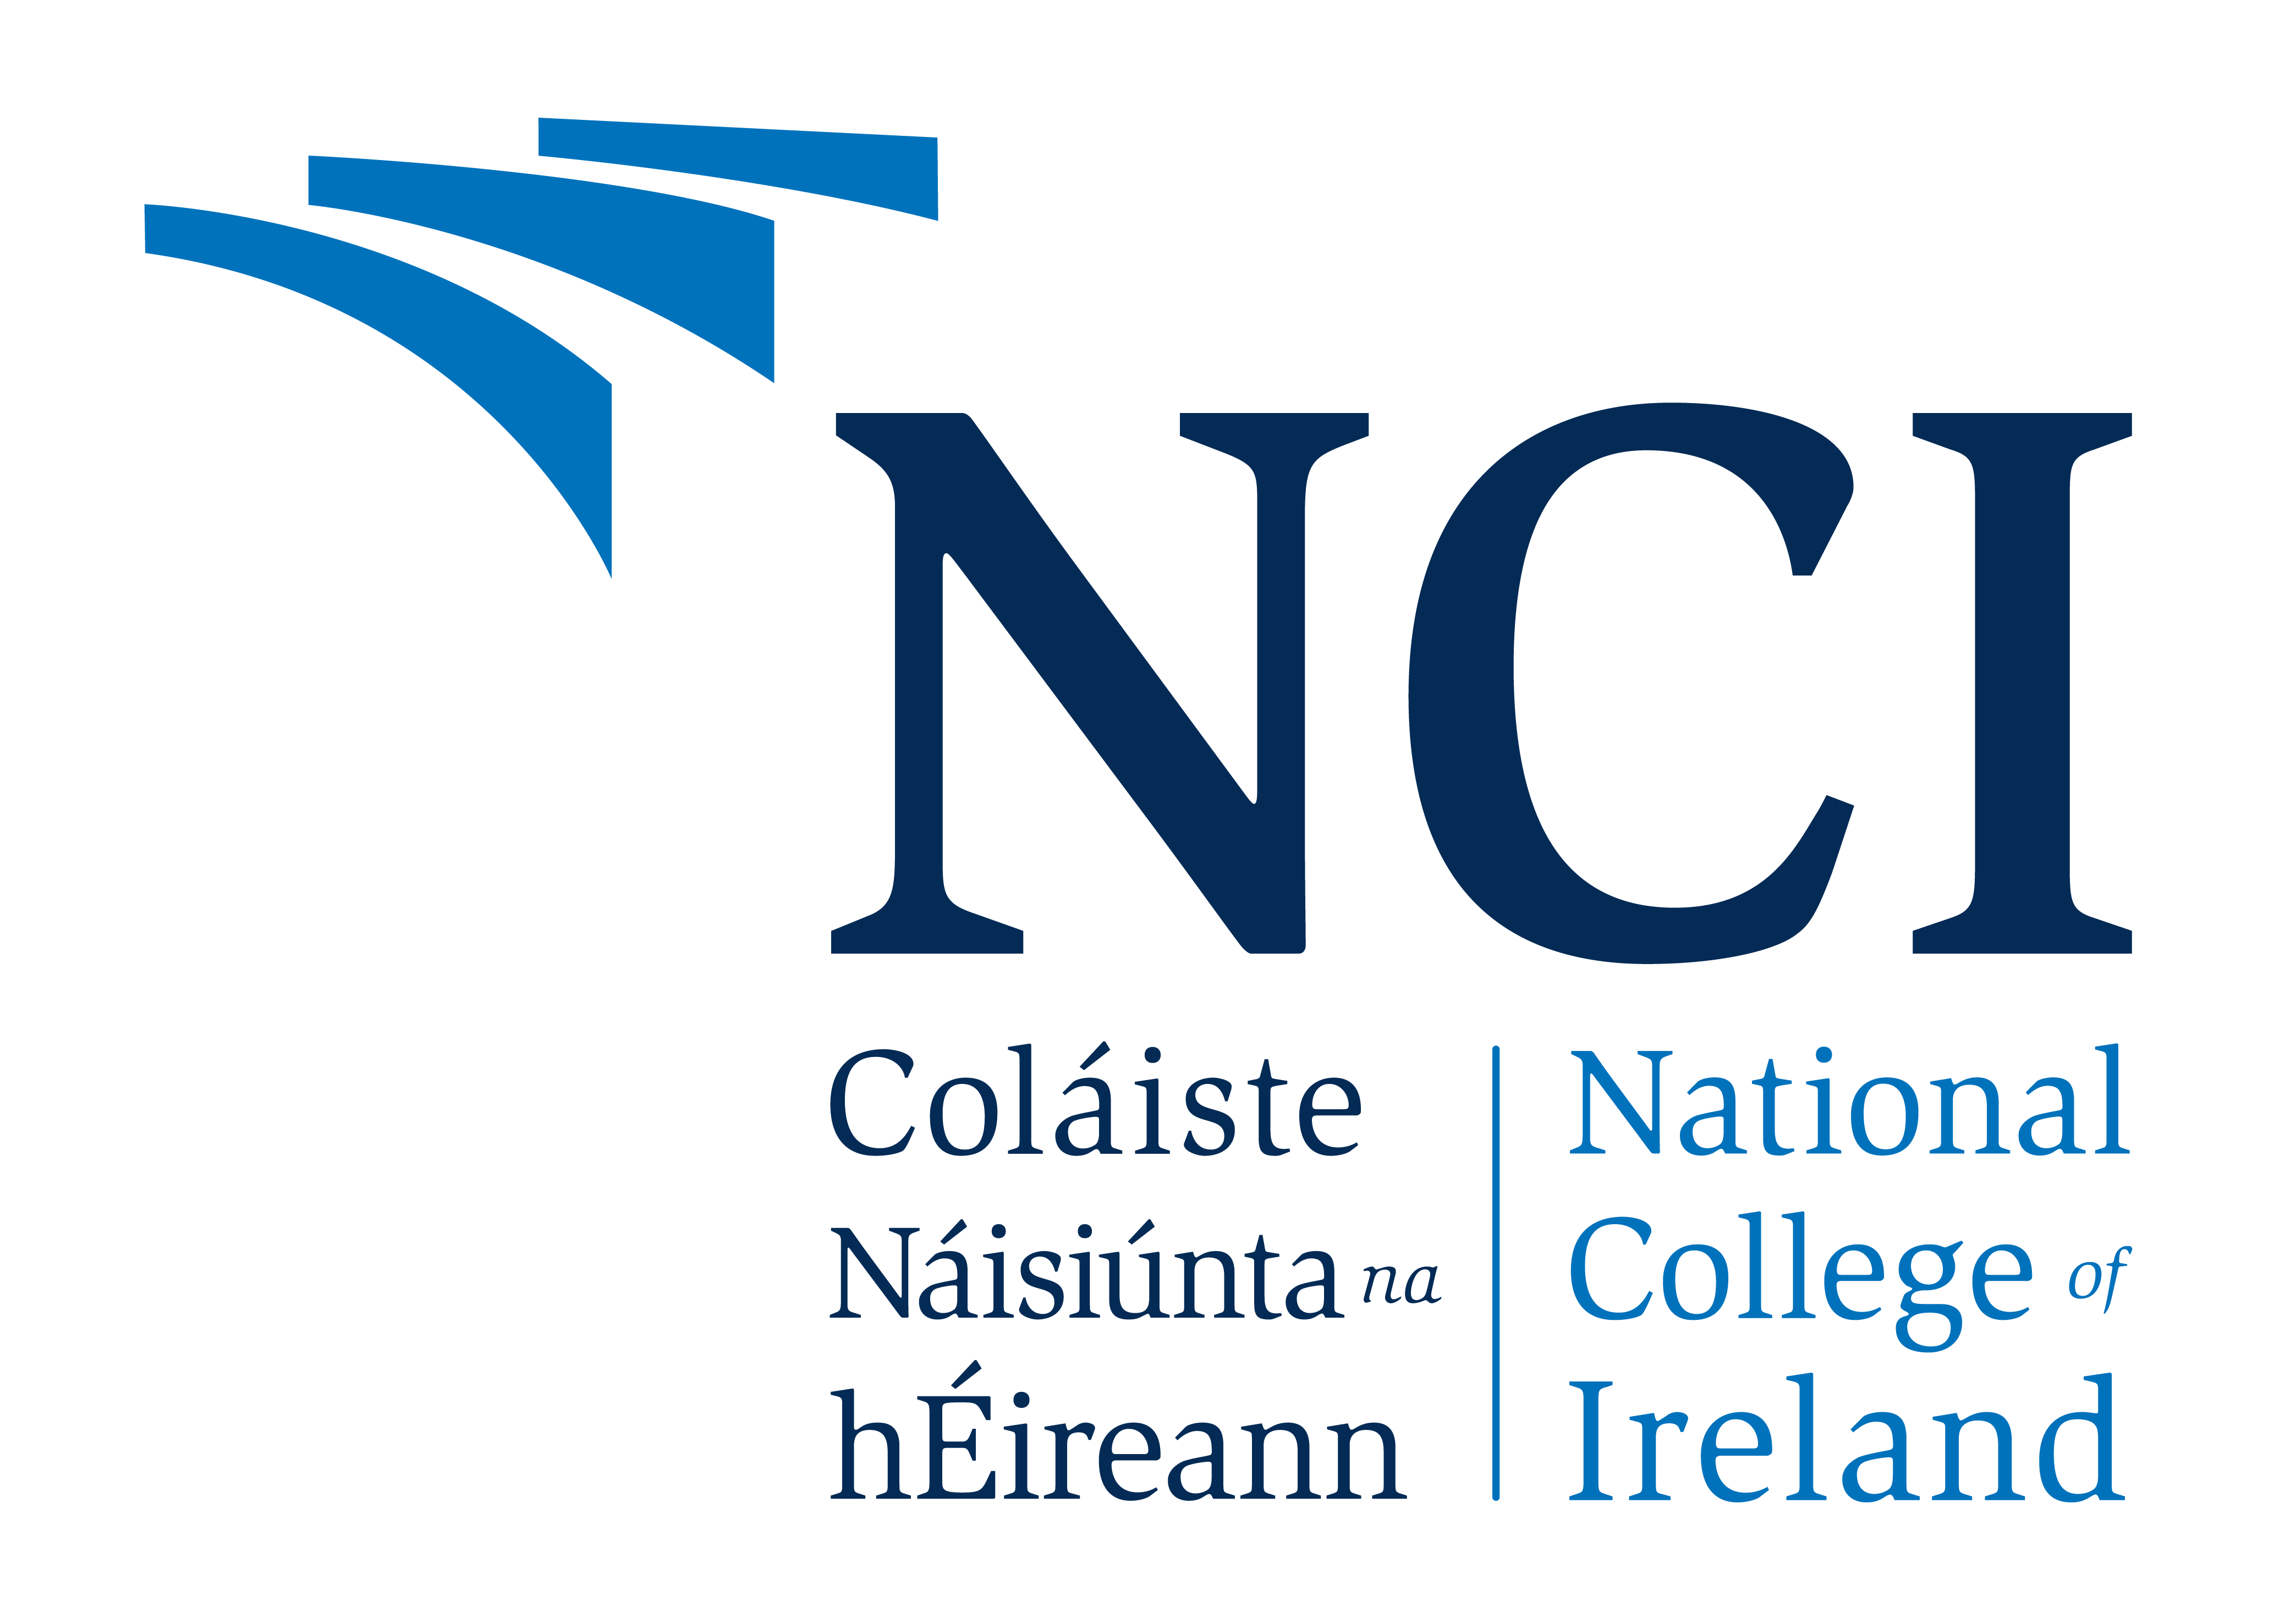 NCI
Coláiste
Náisiúnta na
hÉireann
National
College of
Ireland